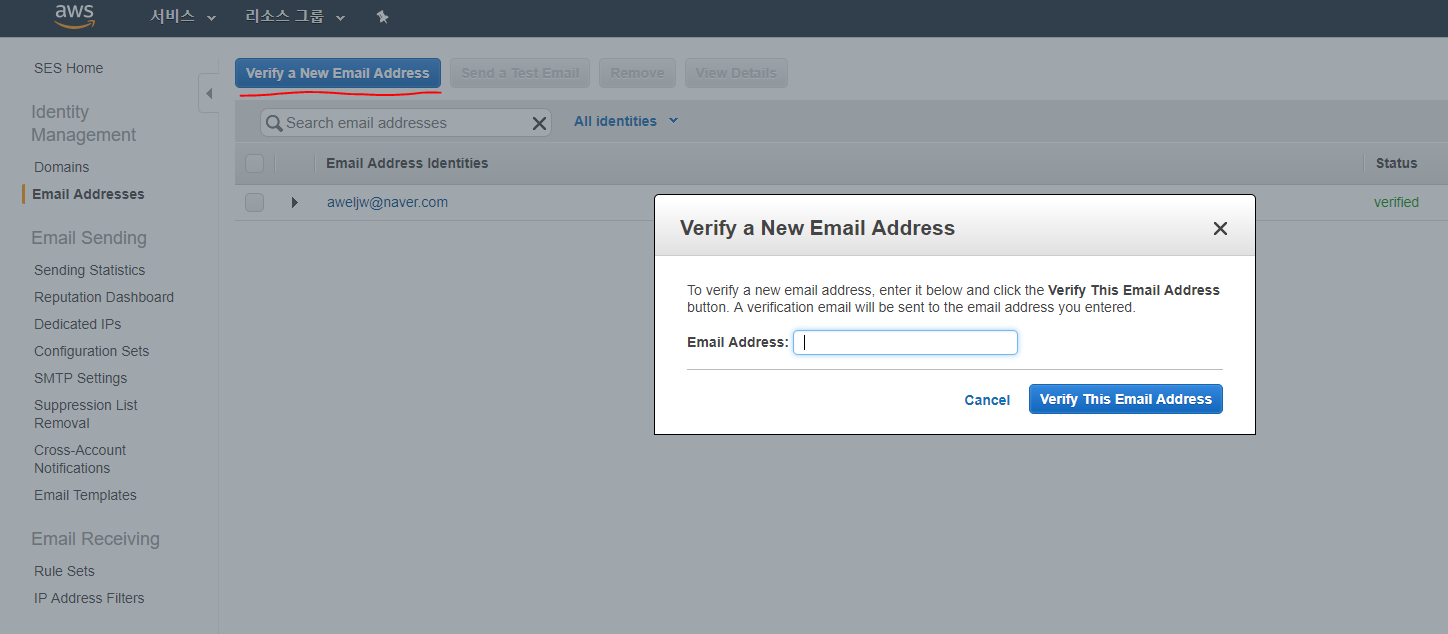 aws 서비스 리소스 그룹
SES Home
Identity
Management
Domains
Email Addresses
Email Sending
Sending Statistics
Reputation Dashboard
Dedicated IPs
Configuration Sets
SMTP Settings
Suppression List
Removal
Cross-Account
Notifications
Email Templates
Email Receiving
Rule Sets
IP Address Filters
Verify a New Email Address Send a Test Email Remove View Details
Search email addresses All identities
Email Address Identities Status
aweljw@naver.com verified
Verify a New Email Address
To verify a new email address, enter it below and click the Verify This Email Address
button. A verification email will be sent to the email address you entered.
Email Address:
Cancel Verify This Email Address